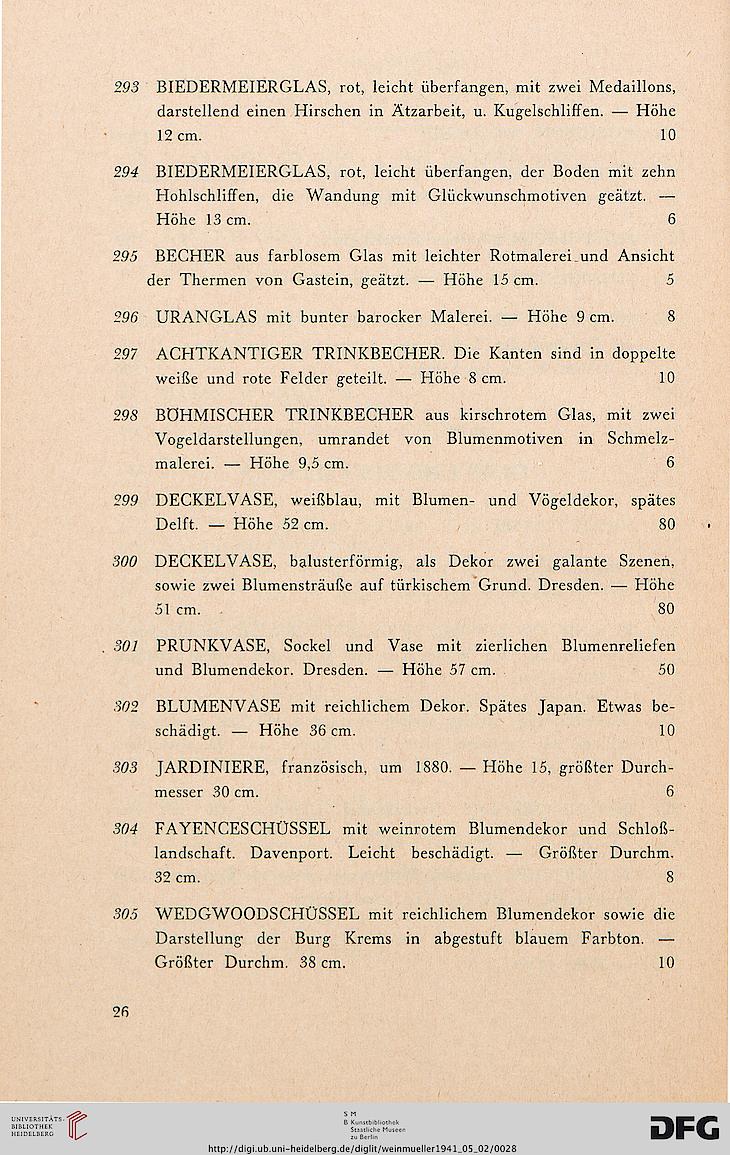 293 BIEDERMEIERGLAS, rot, leicht überfangen, mit zwei Medaillons,
darstellend einen Hirschen in Ätzarbeit, u. Kugelschliffen. — Höhe
12 cm. 10
294 BIEDERMEIERGLAS, rot, leicht überfangen, der Boden mit zehn
Hohlschliffen, die Wandung mit Glückwunschmotiven geätzt. —
Höhe 13 cm. 6
295 BECHER aus farblosem Glas mit leichter Rotmalerei und Ansicht
der Thermen von Gastein, geätzt. — Höhe 15 cm. 5
296 URANGLAS mit bunter barocker Malerei. — Höhe 9 cm. 8
297 ACHTKANTIGER TRINKBECHER. Die Kanten sind in doppelte
weiße und rote Felder geteilt. — Höhe 8 cm. 10
298 BÖHMISCHER TRINKBECHER aus kirschrotem Glas, mit zwei
Vogeldarstellungen, umrandet von Blumenmotiven in Schmelz-
malerei. — Höhe 9,5 cm. 6
299 DECKELVASE, weißblau, mit Blumen- und Vögeldekor, spätes
Delft. — Höhe 52 cm. 80
300 DECKELVASE, balusterförmig, als Dekor zwei galante Szenen,
sowie zwei Blumensträuße auf türkischem Grund. Dresden. — Höhe
51 cm. 80
301 PRUNKVASE, Sockel und Vase mit zierlichen Blumenreliefen
und Blumendekor. Dresden. — Höhe 57 cm. 50
302 BLUMENVASE mit reichlichem Dekor. Spätes Japan. Etwas be-
schädigt. — Höhe 36 cm. 10
303 JARDINIERE, französisch, um 1880. — Höhe 15, größter Durch-
messer 30 cm. 6
304 FAYENCESCHÜSSEL mit weinrotem Blumendekor und Schloß-
landschaft. Davenport. Leicht beschädigt. — Größter Durchm.
32 cm. 8
305 WEDGWOODSCHÜSSEL mit reichlichem Blumendekor sowie die
Darstellung der Burg Krems in abgestuft blauem Farbton. —
Größter Durchm. 38 cm. 10
26
UNIVERSITÄTS-
BIBLIOTHEK
HEIDELBERG
S M
B Kunstbibliothek
Staatliche Museen
zu Berlin
DFG
http://digi.ub.uni-heidelberg.de/diglit/weinmueller1941_05_02/0028